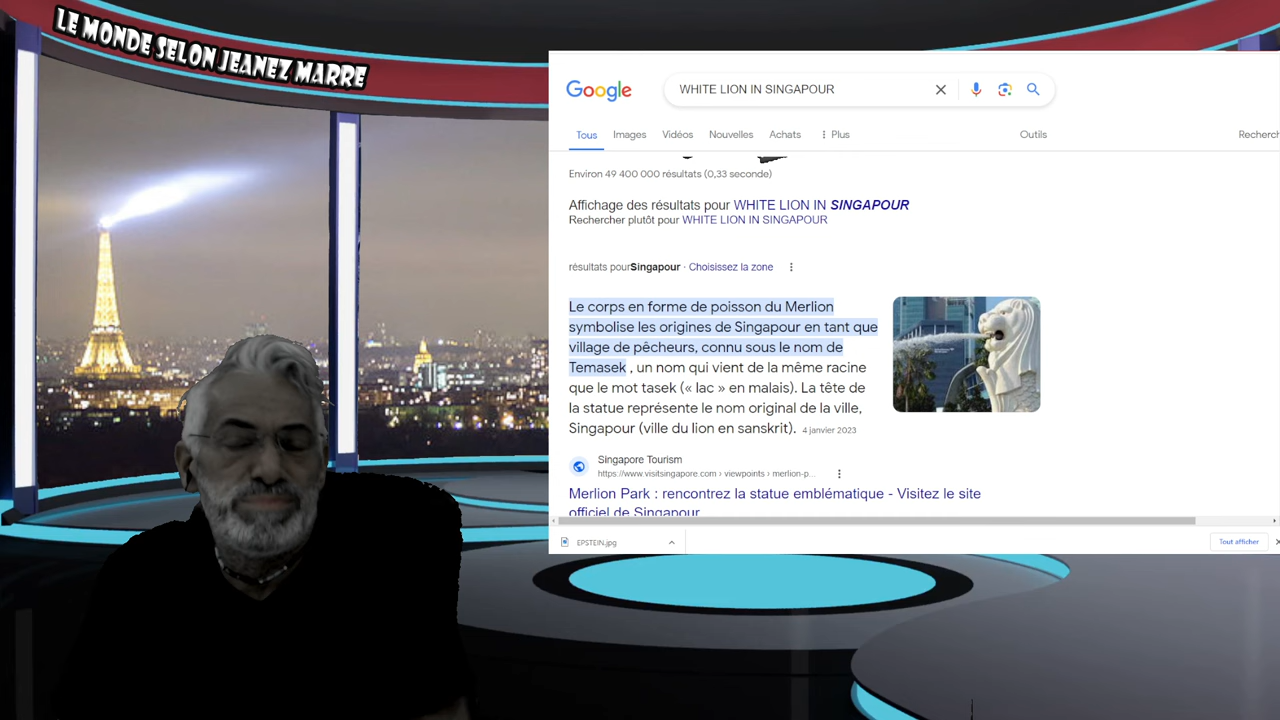 LE MONDE SELON JEANEZ MARRE
Google
WHITE LION IN SINGAPOUR
Tous Images Vidéos Nouvelles Achats Plus Outils Recherch
Environ 49 400 000 résultats (0,33 seconde)
Affichage des résultats pour WHITE LION IN SINGAPOUR
Rechercher plutôt pour WHITE LION IN SINGAPOUR
résultats pourSingapour · Choisissez la zone
Le corps en forme de poisson du Merlion
symbolise les origines de Singapour en tant que
village de pêcheurs, connu sous le nom de
Temasek , un nom qui vient de la même racine
que le mot tasek (« lac » en malais). La tête de
la statue représente le nom original de la ville,
Singapour (ville du lion en sanskrit). 4 janvier 2023
Singapore Tourism
https://www.visitsingapore.com › viewpoints › merlion-p...
Merlion Park : rencontrez la statue emblématique - Visitez le site
officiel de Singapour
EPSTEIN.jpg
Tout afficher